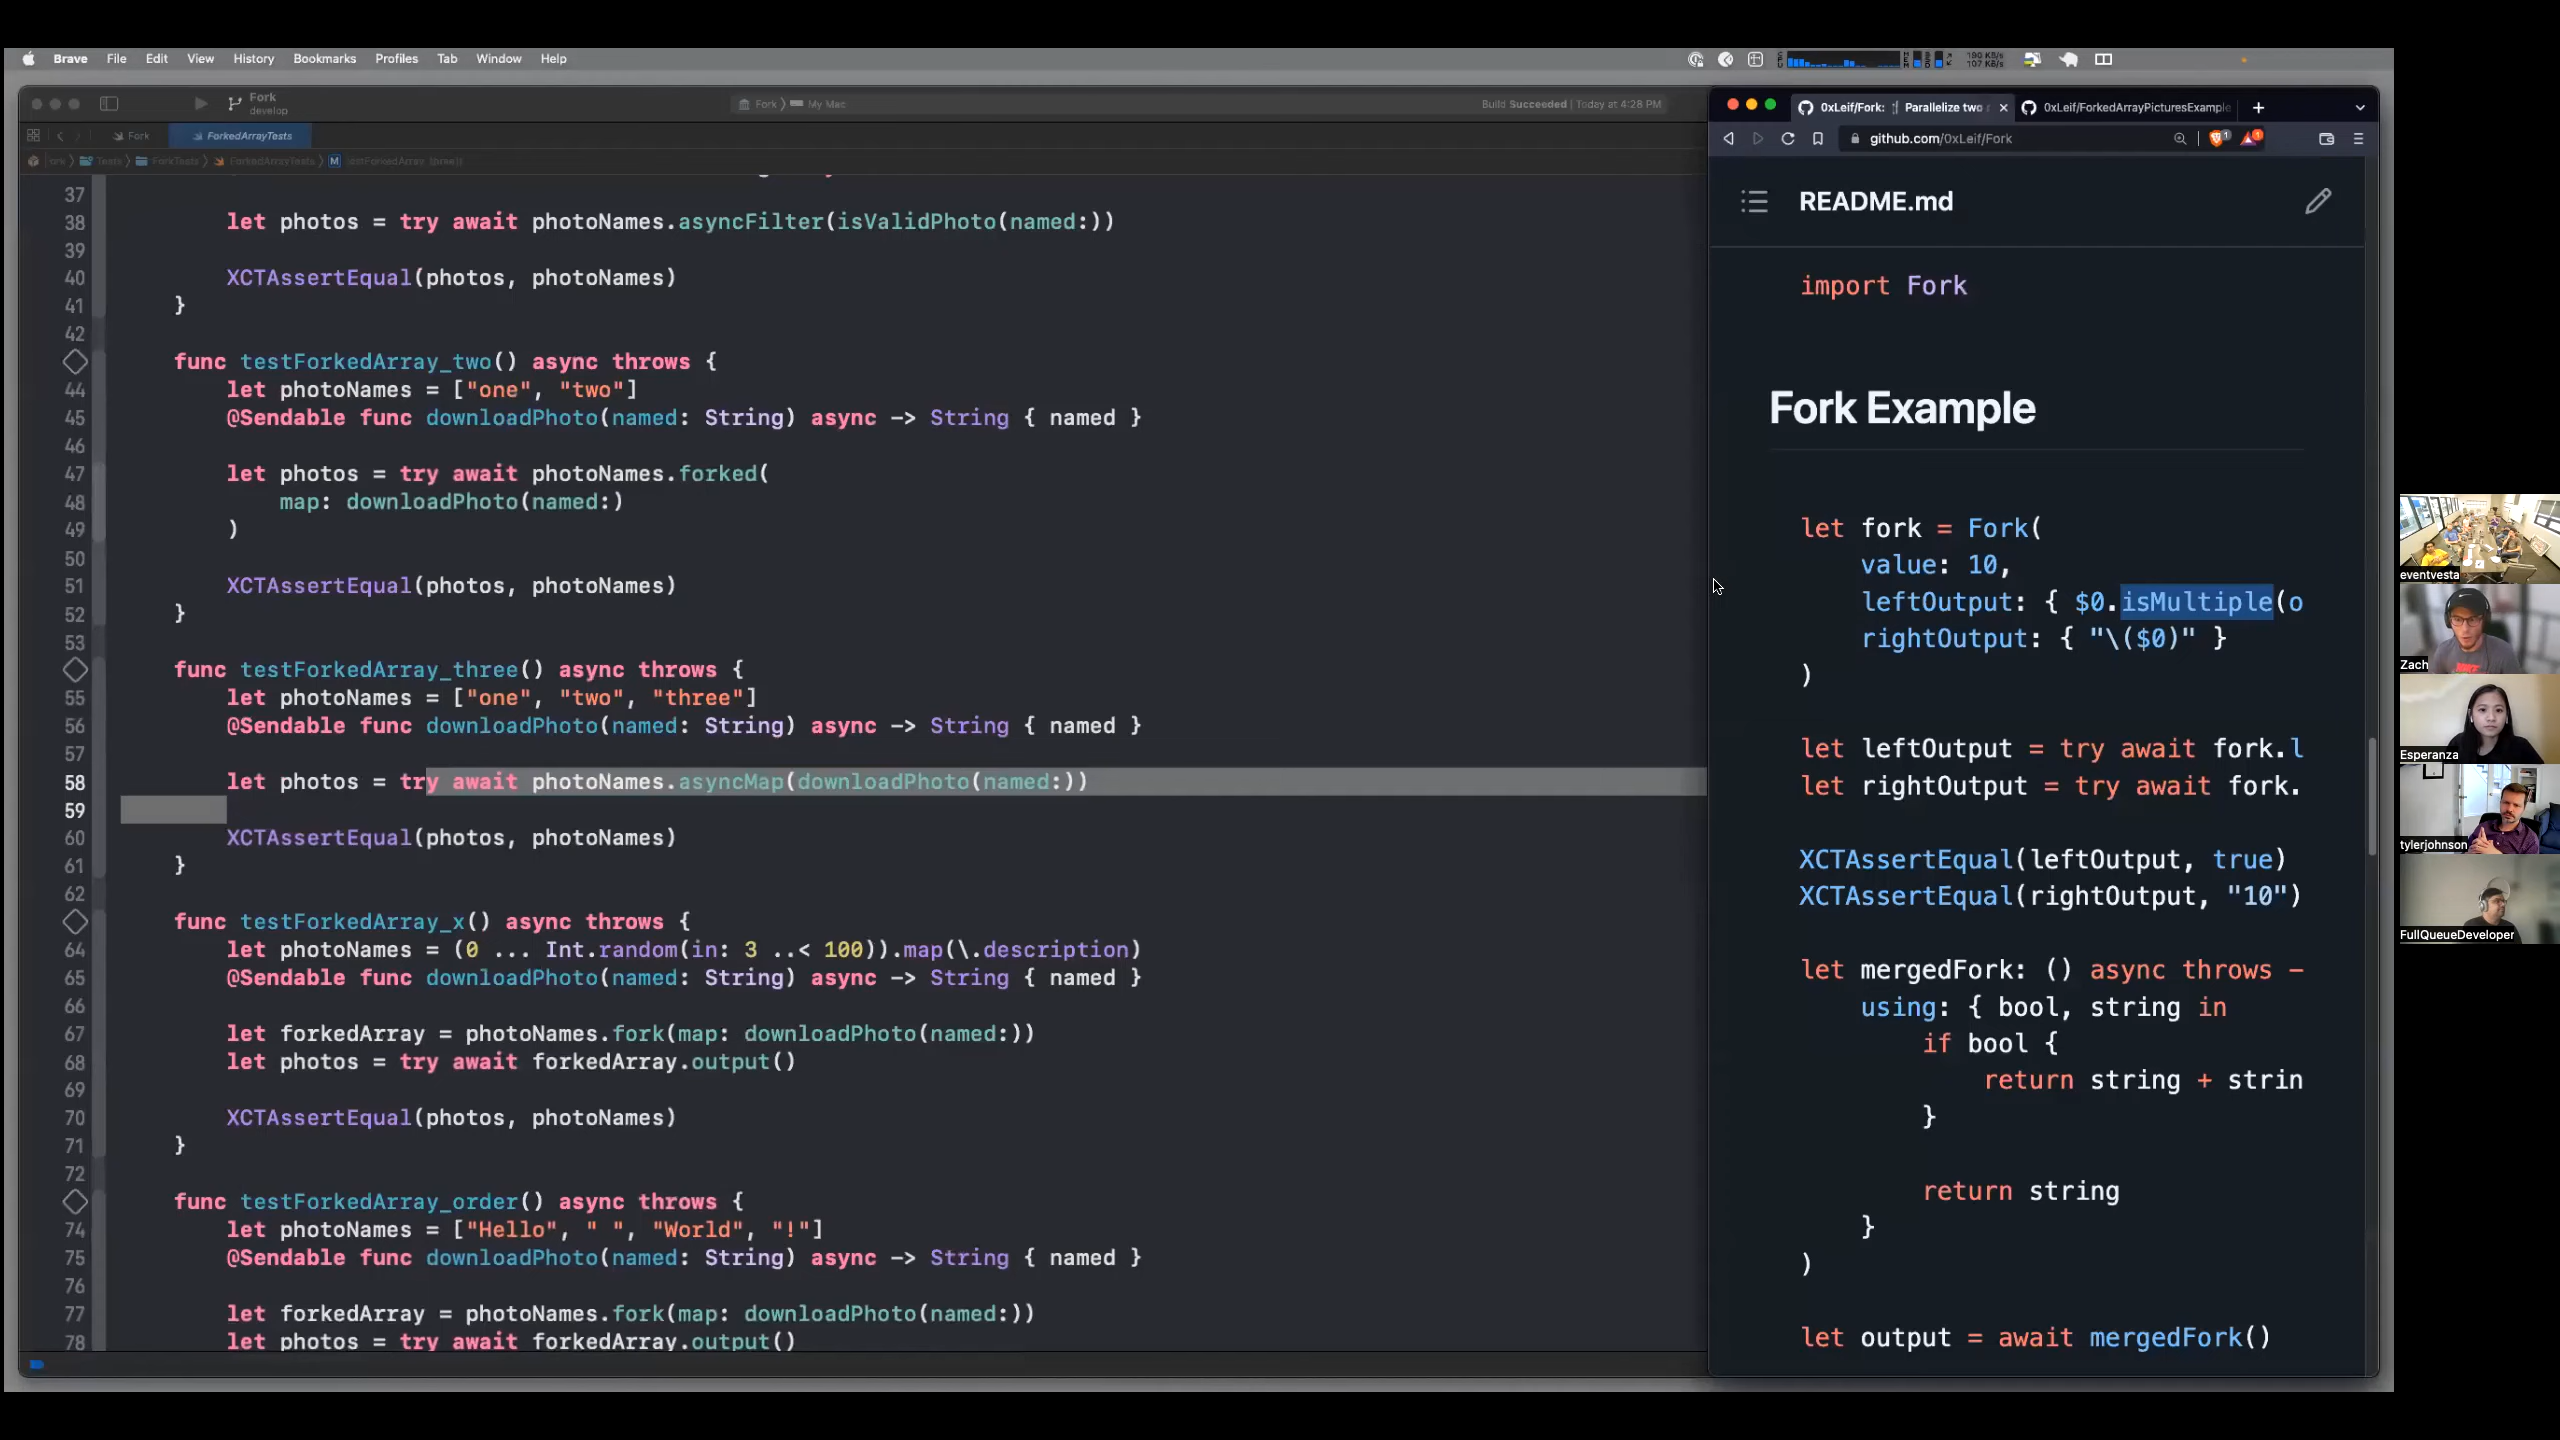 Brave File Edit View History Bookmarks Profiles Tab Window Help
190 KB/s
107 KB/s
Fork
develop
Fork My Mac
Build Succeeded | Today at 4:28 PM
Fork
ForkedArrayTests
Tests ForkTests ForkedArrayTests M
37
38 let photos = try await photoNames.asyncFilter(isValidPhoto(named:))
39
40 XCTAssertEqual(photos, photoNames)
41 }
42
func testForkedArray_two() async throws {
44 let photoNames = ["one", "two"]
45 @Sendable func downloadPhoto(named: String) async -> String { named }
46
47 let photos = try await photoNames.forked(
48 map: downloadPhoto(named:)
49 )
50
51 XCTAssertEqual(photos, photoNames)
52 }
53
func testForkedArray_three() async throws {
55 let photoNames = ["one", "two", "three"]
56 @Sendable func downloadPhoto(named: String) async -> String { named }
57
58 let photos = try await photoNames.asyncMap(downloadPhoto(named:))
59
60 XCTAssertEqual(photos, photoNames)
61 }
62
func testForkedArray_x() async throws {
64 let photoNames = (0 ... Int.random(in: 3 ..< 100)).map(\.description)
65 @Sendable func downloadPhoto(named: String) async -> String { named }
66
67 let forkedArray = photoNames.fork(map: downloadPhoto(named:))
68 let photos = try await forkedArray.output()
69
70 XCTAssertEqual(photos, photoNames)
71 }
72
func testForkedArray_order() async throws {
74 let photoNames = ["Hello", " ", "World", "!"]
75 @Sendable func downloadPhoto(named: String) async -> String { named }
76
77 let forkedArray = photoNames.fork(map: downloadPhoto(named:))
78 let photos = try await forkedArray.output()
0xLeif/Fork: Parallelize two
0xLeif/ForkedArrayPicturesExample
github.com/0xLeif/Fork
README.md
import Fork
Fork Example
let fork = Fork(
value: 10,
leftOutput: { $0.isMultiple(o
rightOutput: { "\($0)" }
)
let leftOutput = try await fork.l
let rightOutput = try await fork.
XCTAssertEqual(leftOutput, true)
XCTAssertEqual(rightOutput, "10")
let mergedFork: () async throws -
using: { bool, string in
if bool {
return string + strin
}
return string
}
)
let output = await mergedFork()
eventvesta
Zach
Esperanza
tylerjohnson
FullQueueDeveloper